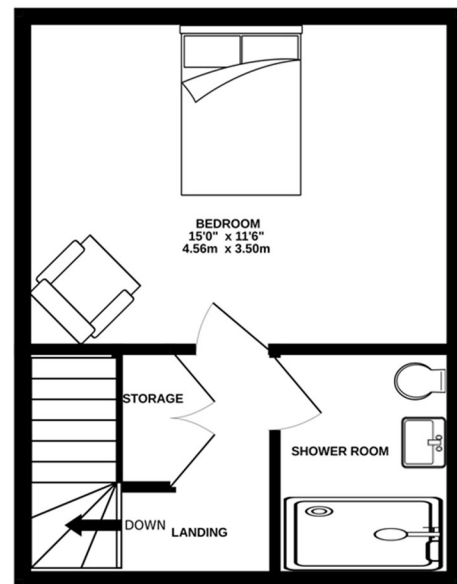 BEDROOM
15'0" x 11'6"
4.56m x 3.50m
STORAGE
SHOWER ROOM
DOWN
LANDING